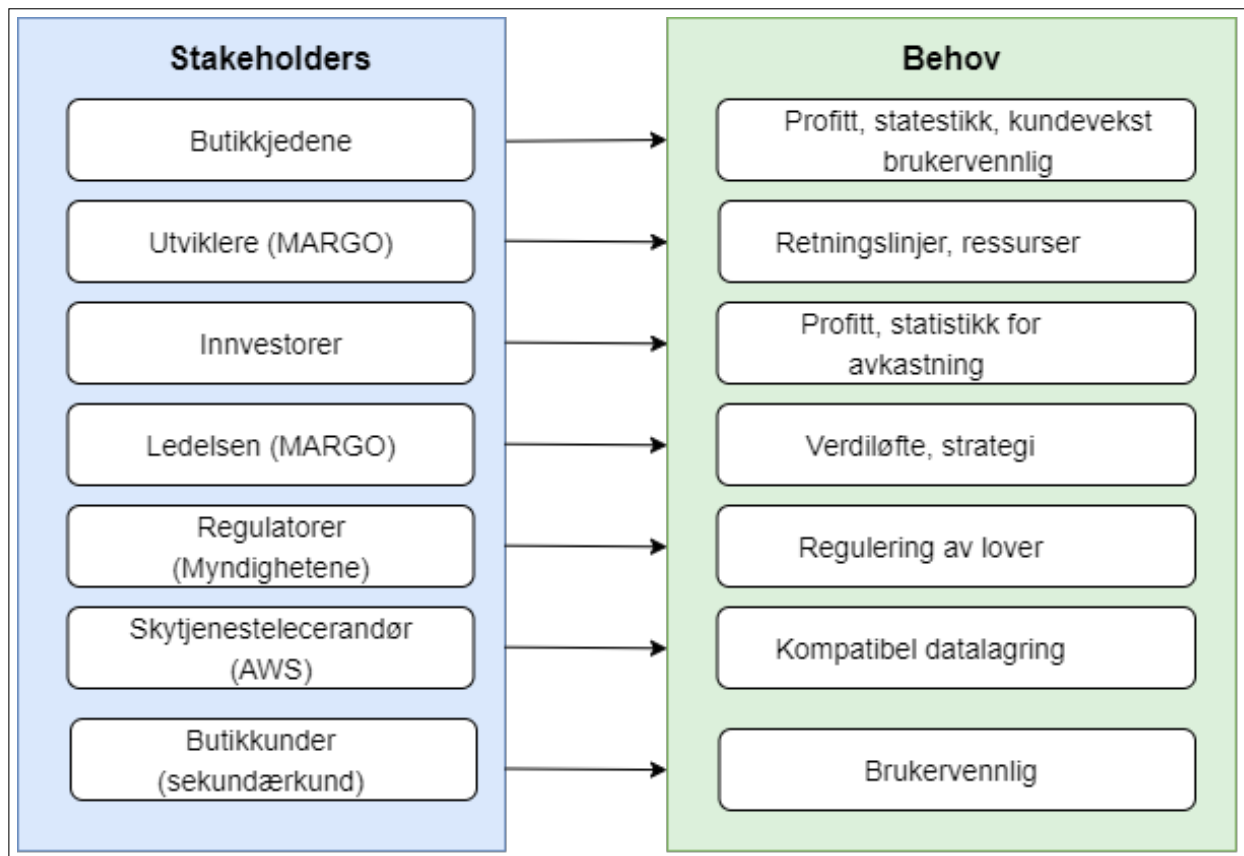 Stakeholders
Behov
Butikkjedene
Profitt, statestikk, kundevekst
brukervennlig
Utviklere (MARGO)
Retningslinjer, ressurser
Innvestorer
Profitt, statistikk for
avkastning
Ledelsen (MARGO)
Verdiløfte, strategi
Regulatorer
(Myndighetene)
Regulering av lover
Skytjenestelecerandør
(AWS)
Kompatibel datalagring
Butikkunder
(sekundærkund)
Brukervennlig